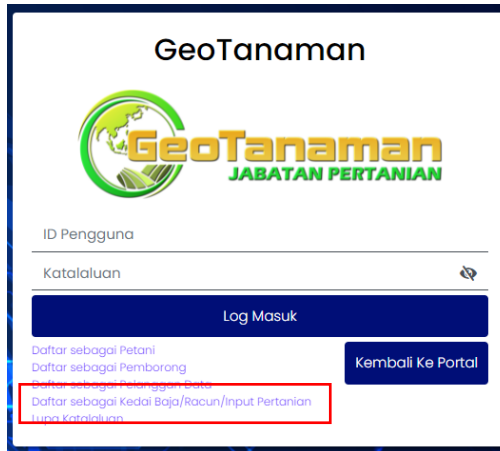 GeoTanaman
GeoTanaman
JABATAN PERTANIAN
ID Pengguna
Katalaluan
Log Masuk
Daftar sebagai Petani
Daftar sebagai Pemborong
Daftar sebagai Pelanggan Data
Daftar sebagai Kedai Baja/Racun/Input Pertanian
Lupa Katalaluan
Kembali Ke Portal